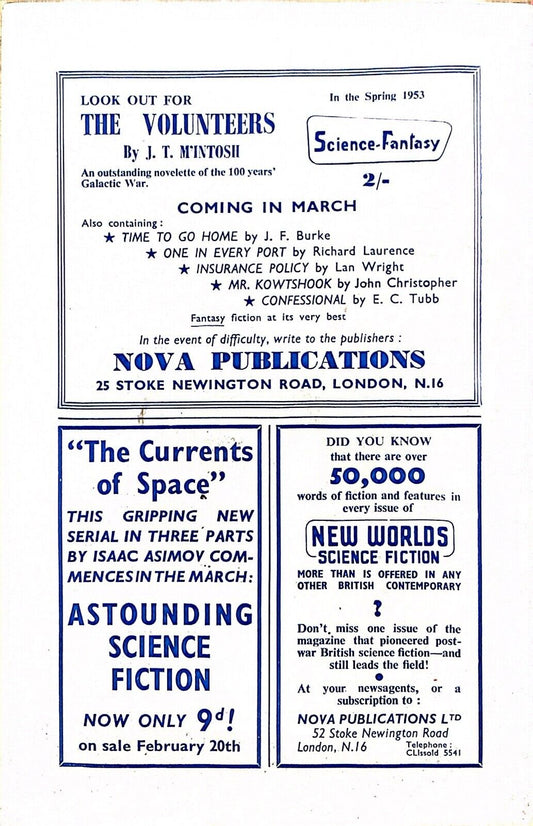 LOOK OUT FOR
In the Spring 1953
THE VOLUNTEERS
By J. T. M'INTOSH
Science-Fantasy
An outstanding novelette of the 100 years'
Galactic War.
2/-
COMING IN MARCH
Also containing :
★ TIME TO GO HOME by J. F. Burke
★ ONE IN EVERY PORT by Richard Laurence
★ INSURANCE POLICY by Lan Wright
★ MR. KOWTSHOOK by John Christopher
★ CONFESSIONAL by E. C. Tubb
Fantasy fiction at its very best
In the event of difficulty, write to the publishers :
NOVA PUBLICATIONS
25 STOKE NEWINGTON ROAD, LONDON, N.16
"The Currents
of Space"
THIS GRIPPING NEW
SERIAL IN THREE PARTS
BY ISAAC ASIMOV COM-
MENCES IN THE MARCH:
ASTOUNDING
SCIENCE
FICTION
NOW ONLY 9d!
on sale February 20th
DID YOU KNOW
that there are over
50,000
words of fiction and features in
every issue of
NEW WORLDS
SCIENCE FICTION
MORE THAN IS OFFERED IN ANY
OTHER BRITISH CONTEMPORARY
?
Don't miss one issue of the
magazine that pioneered post-
war British science fiction—and
still leads the field!
●
At your newsagents, or a
subscription to :
NOVA PUBLICATIONS LTD
52 Stoke Newington Road
London, N.16
Telephone :
CLIssold 5541